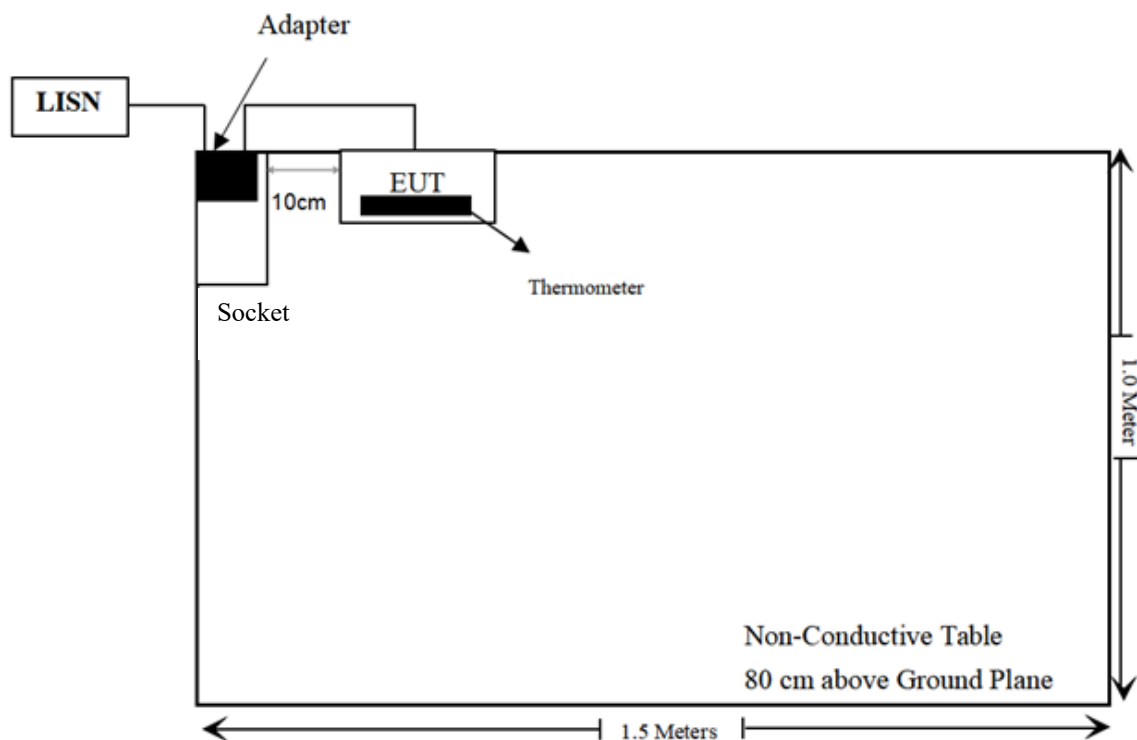 Adapter
LISN
EUT
10cm
Thermometer
Socket
1.0 Meter
Non-Conductive Table
80 cm above Ground Plane
1.5 Meters